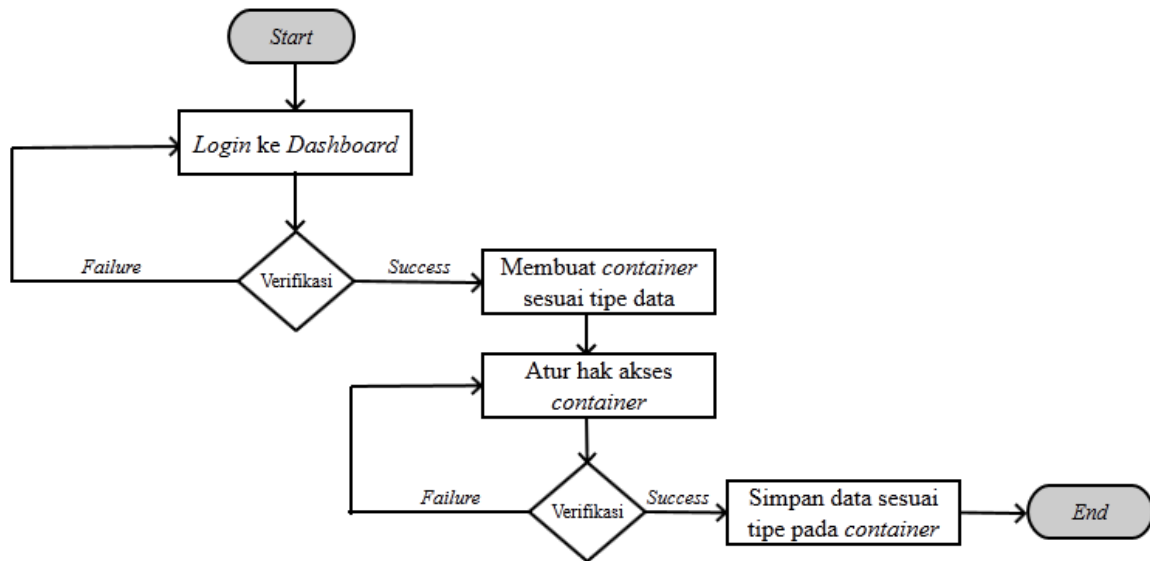 Start
Login ke Dashboard
Failure
Verifikasi
Success
Membuat container
sesuai tipe data
Atur hak akses
container
Failure
Verifikasi
Success
Simpan data sesuai
tipe pada container
End